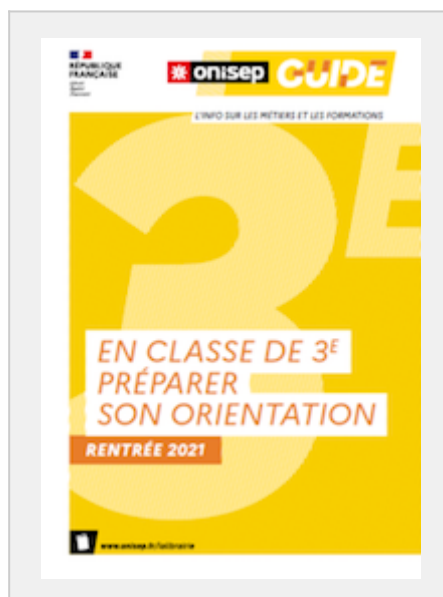 RÉPUBLIQUE
FRANÇAISE
onisep GUIDE
L'INFO SUR LES MÉTIERS ET LES FORMATIONS
3E
EN CLASSE DE 3E
PRÉPARER
SON ORIENTATION
RENTRÉE 2021
www.onisep.fr/lalibrairie